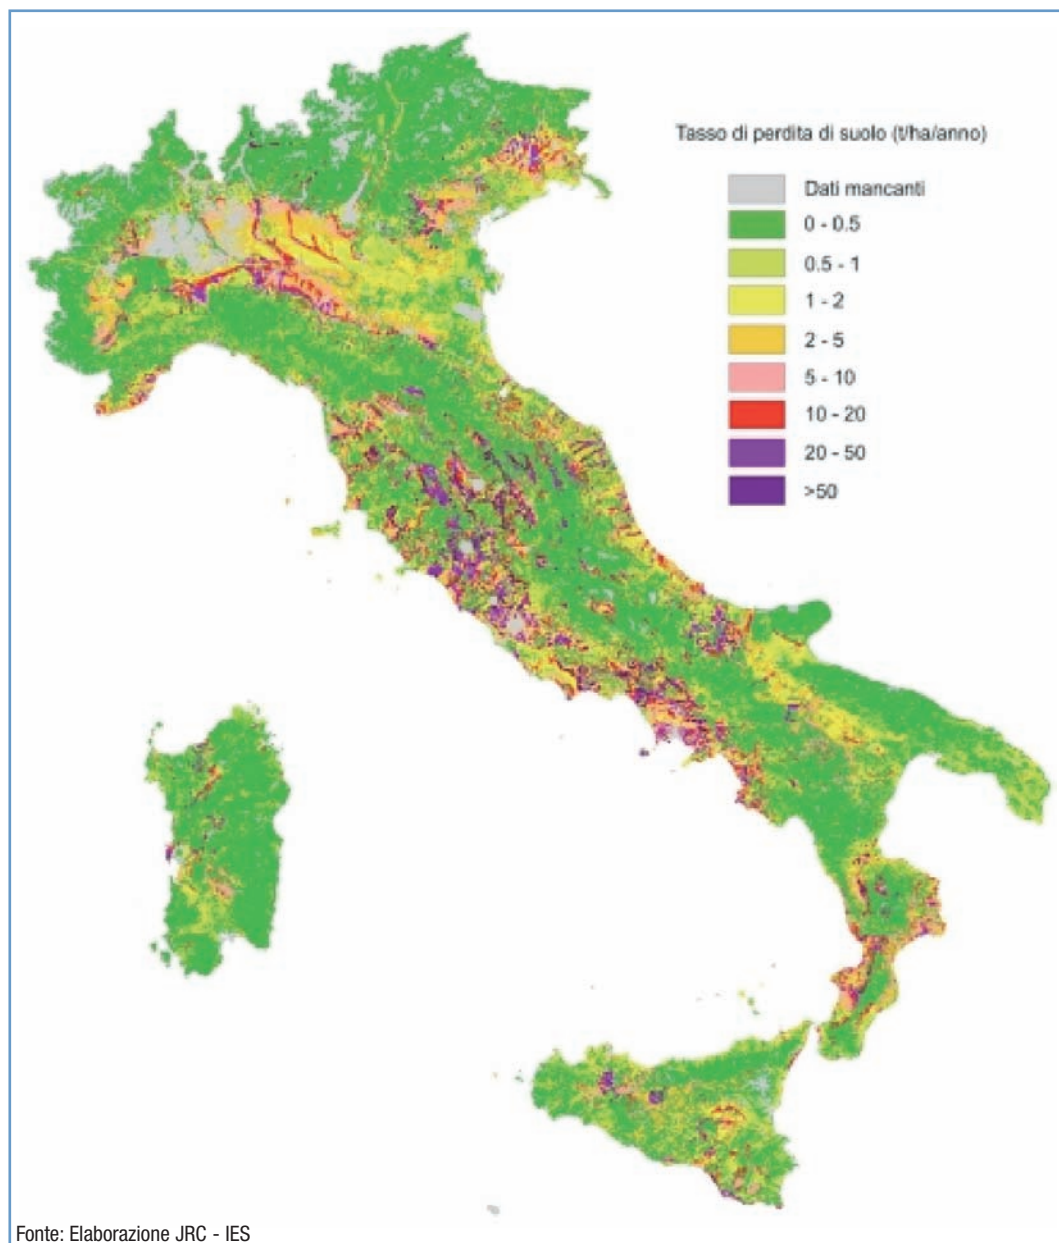 Tasso di perdita di suolo (t/ha/anno)
Dati mancanti
0 - 0.5
0.5 - 1
1 - 2
2 - 5
5 - 10
10 - 20
20 - 50
>50
Fonte: Elaborazione JRC - IES